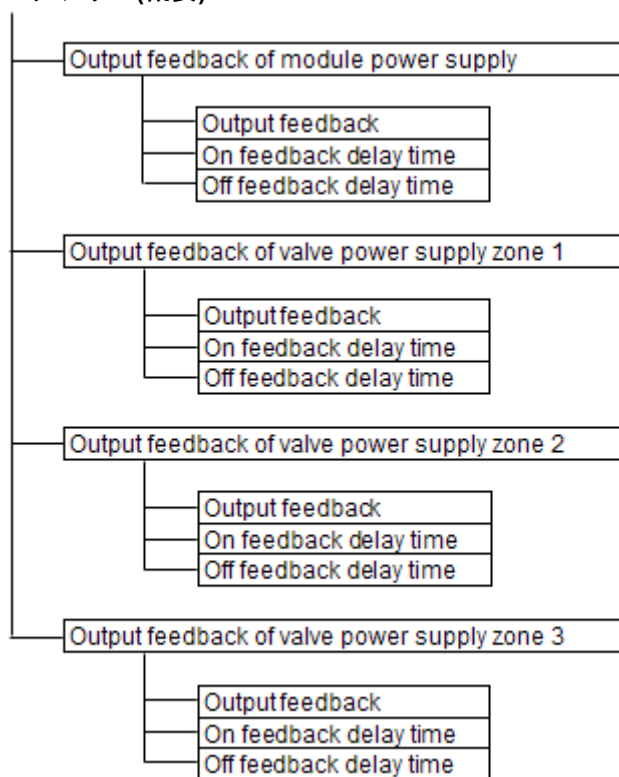 Output feedback of module power supply
Output feedback
On feedback delay time
Off feedback delay time
Output feedback of valve power supply zone 1
Output feedback
On feedback delay time
Off feedback delay time
Output feedback of valve power supply zone 2
Output feedback
On feedback delay time
Off feedback delay time
Output feedback of valve power supply zone 3
Output feedback
On feedback delay time
Off feedback delay time